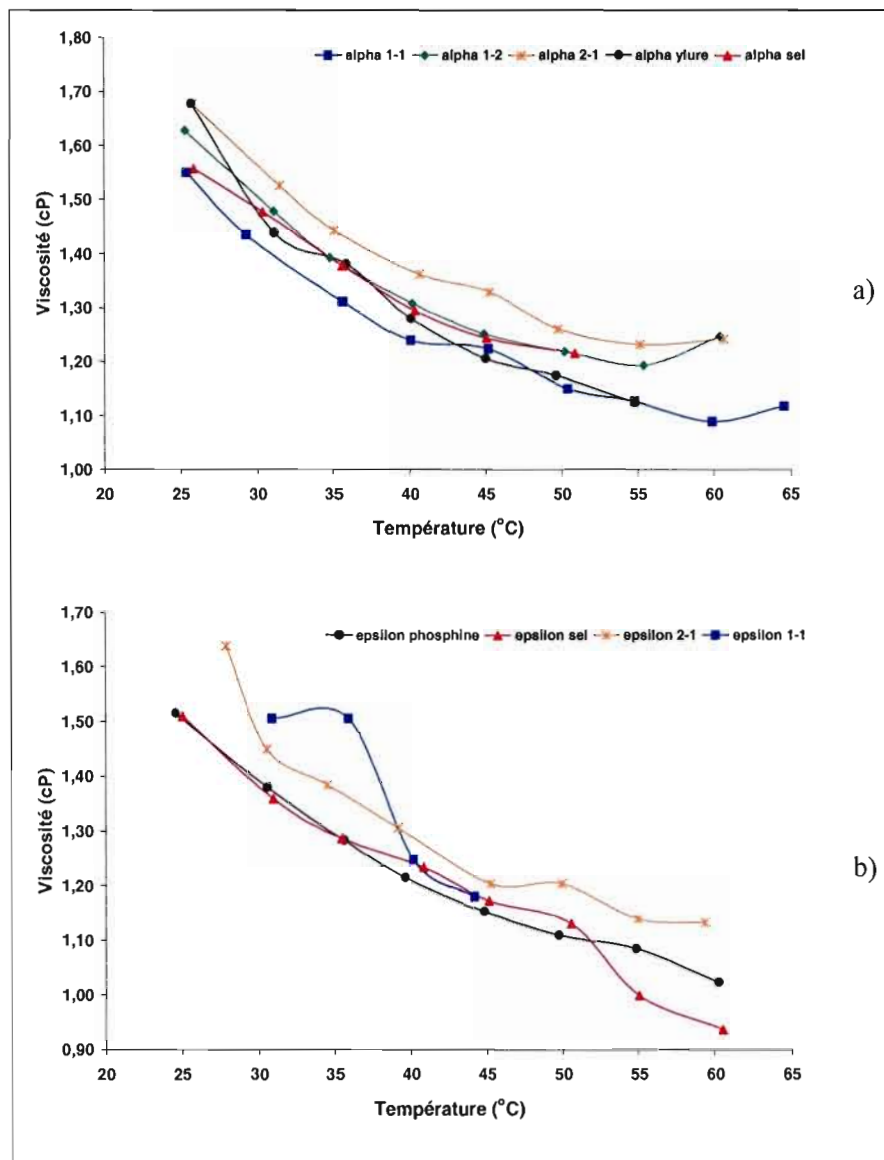 1,80
1,70
1,60
1,50
1,40
1,30
1,20
1,10
1,00
Viscosité (cP)
alpha 1-1 alpha 1-2 alpha 2-1 alpha ylure alpha sel
20 25 30 35 40 45 50 55 60 65
Température (°C)
a)
1,70
1,60
1,50
1,40
1,30
1,20
1,10
1,00
0,90
Viscosité (cP)
epsilon phosphine epsilon sel epsilon 2-1 epsilon 1-1
20 25 30 35 40 45 50 55 60 65
Température (°C)
b)